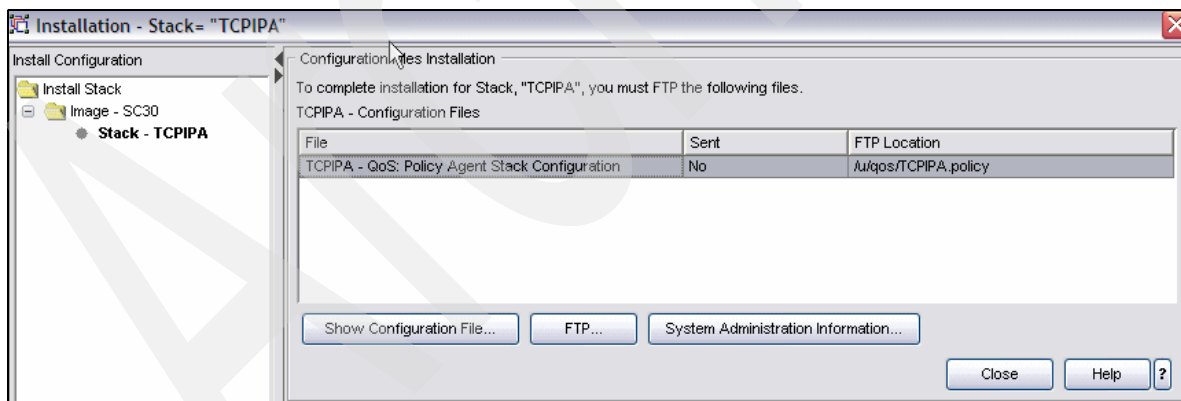 Installation - Stack= "TCPIPA"
Install Configuration
Install Stack
Image - SC30
Stack - TCPIPA
Configuration Files Installation
To complete installation for Stack, "TCPIPA", you must FTP the following files.
TCPIPA - Configuration Files
File Sent FTP Location
TCPIPA - QoS: Policy Agent Stack Configuration No /u/qos/TCPIPA.policy
Show Configuration File... FTP... System Administration Information...
Close Help ?